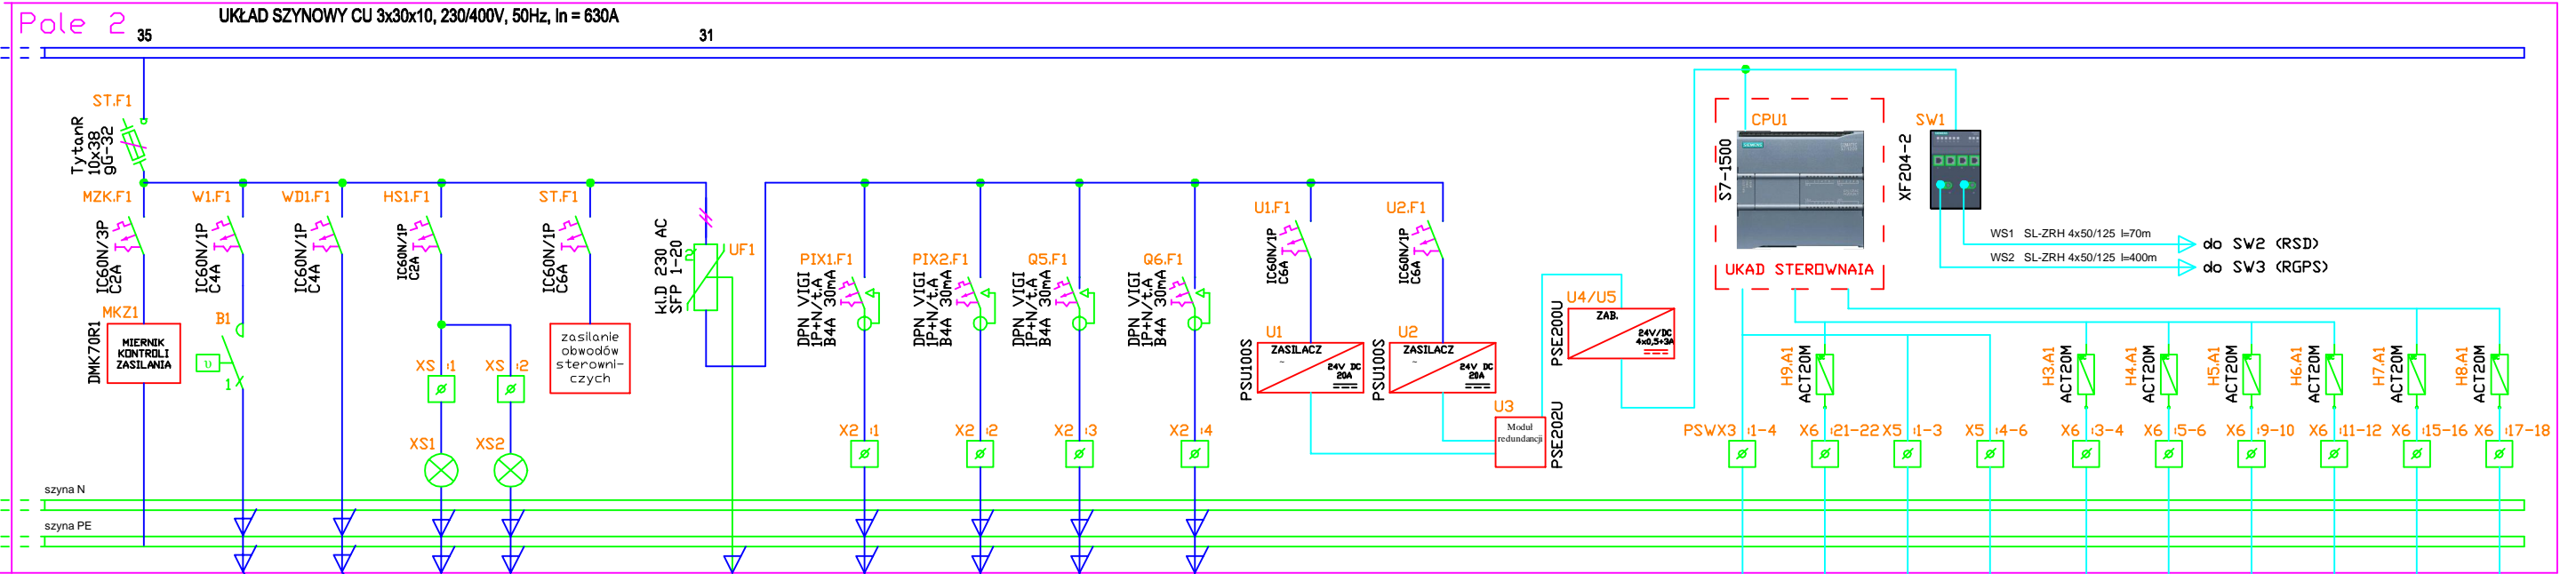 Pole 2
UKŁAD SZYNOWY CU 3x30x10, 230/400V, 50Hz, In = 630A
35
31
ST.F1
TytanR
10x38
gG-32
MZK.F1
IC60N/3P
C2A
W1.F1
IC60N/1P
C4A
WD1.F1
IC60N/1P
C4A
HS1.F1
IC60N/1P
C2A
ST.F1
IC60N/1P
C6A
kLD 230 AC
SFP 1-20
UF1
2
PIX1.F1
DPN VIGI
1P+N/t.A
B4A 30mA
PIX2.F1
DPN VIGI
1P+N/t.A
B4A 30mA
Q5.F1
DPN VIGI
1P+N/t.A
B4A 30mA
Q6.F1
DPN VIGI
1P+N/t.A
B4A 30mA
U1.F1
IC60N/1P
C6A
U2.F1
IC60N/1P
C6A
MKZ1
DMK70R1
MIERNIK
KONTROLI
ZASILANIA
B1
u
1
XS :1
XS :2
XS1
XS2
zasilanie
obwodów
sterowni-
czych
X2 :1
X2 :2
X2 :3
X2 :4
U1
PSU100S
ZASILACZ
~
24V DC
20A
U2
PSU100S
ZASILACZ
~
24V DC
20A
U3
Moduł
redundancji
PSE202U
U4/U5
PSE200U
ZAB.
24V/DC
4x0,5÷3A
CPU1
S7-1500
SIEMENS
UKAD STEROWNAIA
SW1
XF204-2
WS1 SL-ZRH 4x50/125 l=70m
do SW2 (RSD)
WS2 SL-ZRH 4x50/125 l=400m
do SW3 (RGPS)
H9.A1
ACT20M
H3.A1
ACT20M
H4.A1
ACT20M
H5.A1
ACT20M
H6.A1
ACT20M
H7.A1
ACT20M
H8.A1
ACT20M
PSWX3 :1-4
X6 :21-22
X5 :1-3
X5 :4-6
X6 :3-4
X6 :5-6
X6 :9-10
X6 :11-12
X6 :15-16
X6 :17-18
szyna N
szyna PE